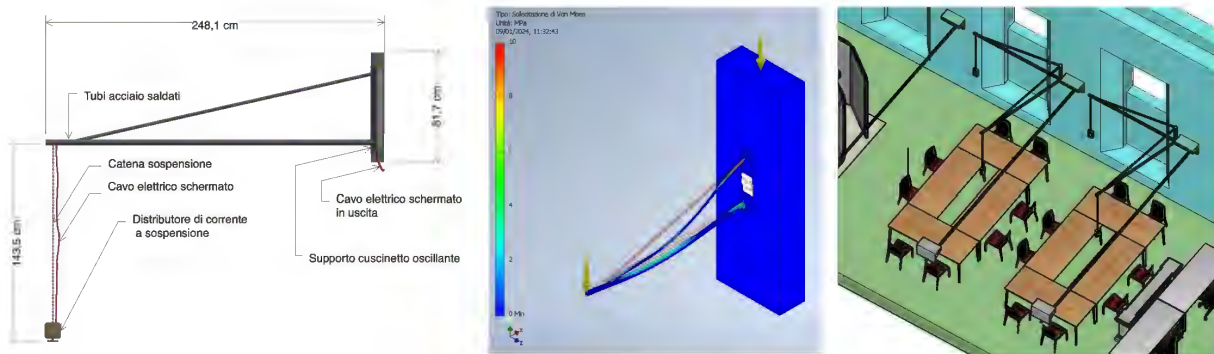 248,1 cm
Tubi acciaio saldati
81,7 cm
Catena sospensione
Cavo elettrico schermato
Distributore di corrente
a sospensione
Cavo elettrico schermato
in uscita
Supporto cuscinetto oscillante
143,5 cm
Tipo: Sollecitazione di Von Mises
Unità: MPa
09/01/2024, 11:32:43
10
8
6
4
2
0 Min
x
z